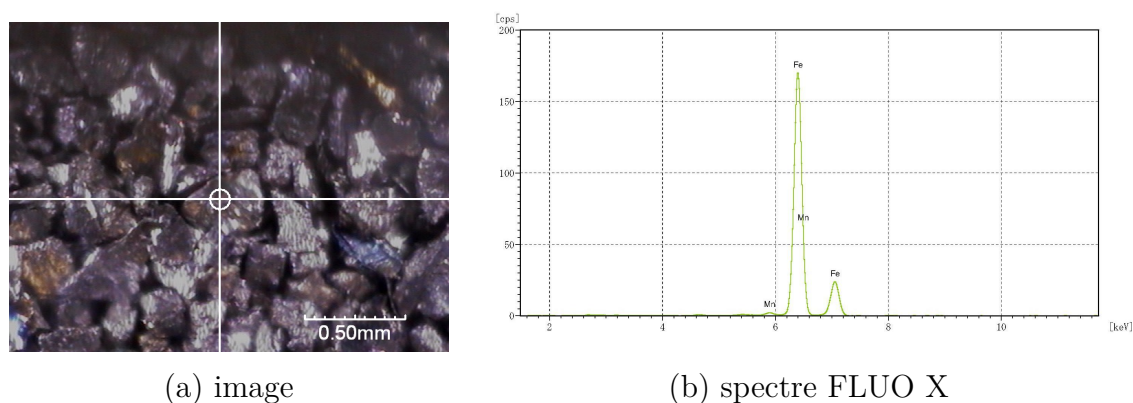 0.50mm
[cps]
200
150
100
50
0
Fe
Mn
Mn
Fe
2
4
6
8
10
[keV]
(a) image
(b) spectre FLUO X